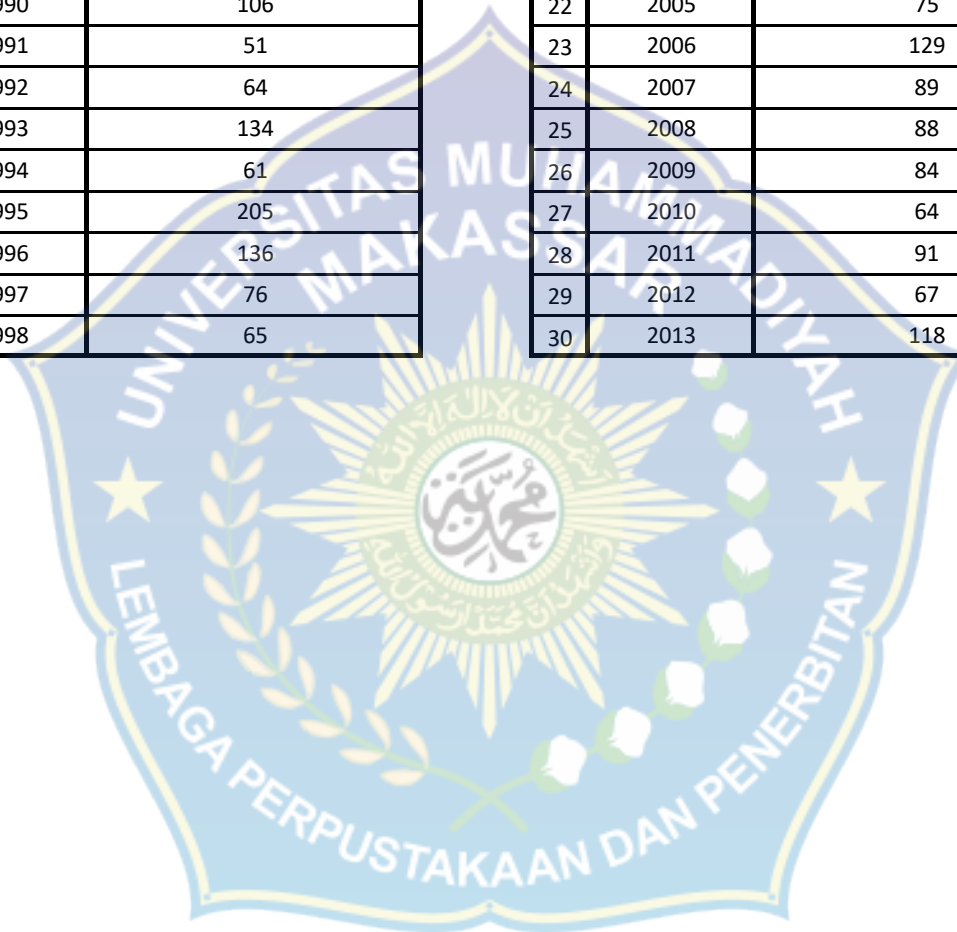 990 106 22 2005 75
991 51 23 2006 129
992 64 24 2007 89
993 134 25 2008 88
994 61 26 2009 84
995 205 27 2010 64
996 136 28 2011 91
997 76 29 2012 67
998 65 30 2013 118
UNIVERSITAS MUHAMMADIYAH
MAKASSAR
محمدية
LEMBAGA PERPUSTAKAAN DAN PENERBITAN